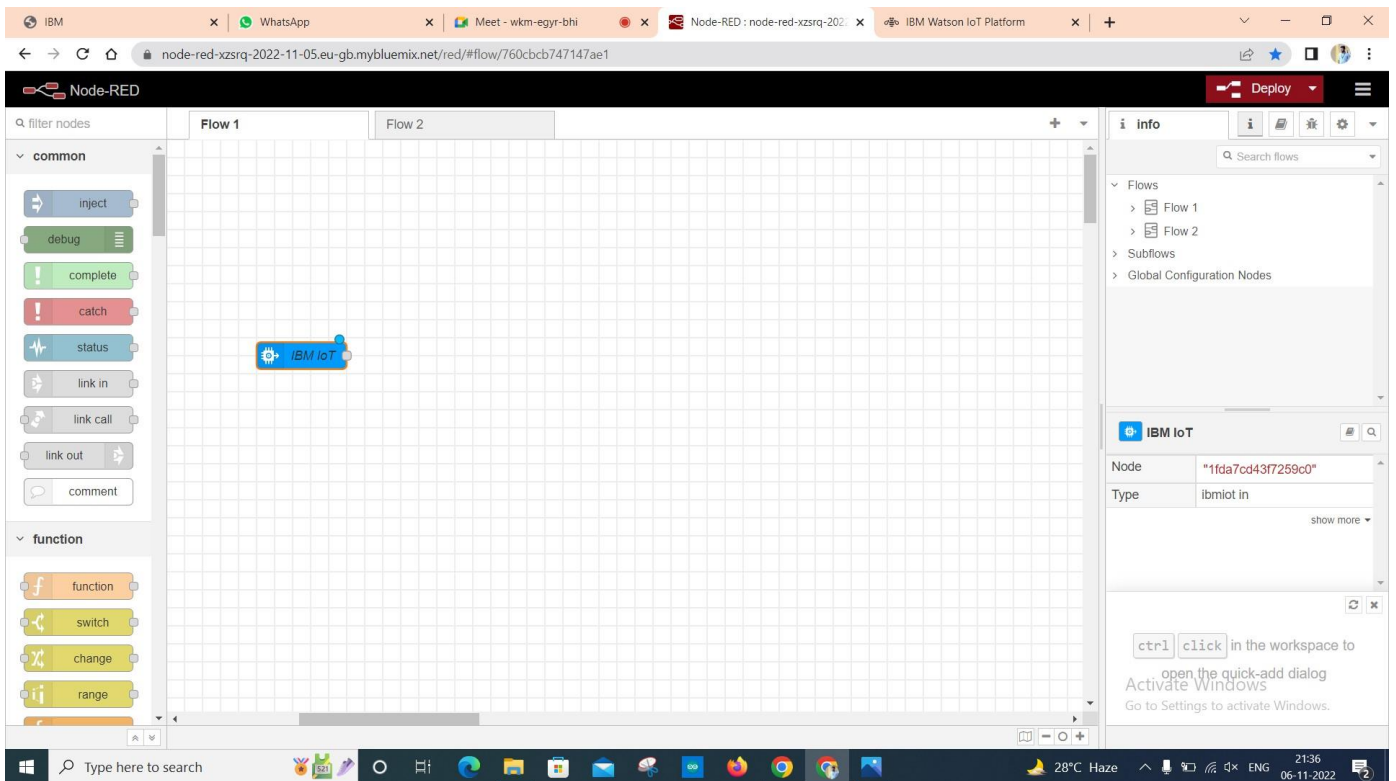 IBM
WhatsApp
Meet - wkm-egyr-bhi
Node-RED : node-red-xzsrq-202
IBM Watson IoT Platform
node-red-xzsrq-2022-11-05.eu-gb.mybluemix.net/red/#flow/760cbcb747147ae1
Node-RED
Deploy
filter nodes
Flow 1
Flow 2
i info
i
common
Search flows
inject
debug
complete
catch
status
link in
link call
link out
comment
function
function
switch
change
range
IBM IoT
Flows
Flow 1
Flow 2
Subflows
Global Configuration Nodes
IBM IoT
Node "1fda7cd43f7259c0"
Type ibmiot in
show more
ctrl click in the workspace to
open the quick-add dialog
Activate Windows
Go to Settings to activate Windows.
Type here to search
521
28°C Haze
ENG
21:36
06-11-2022
2